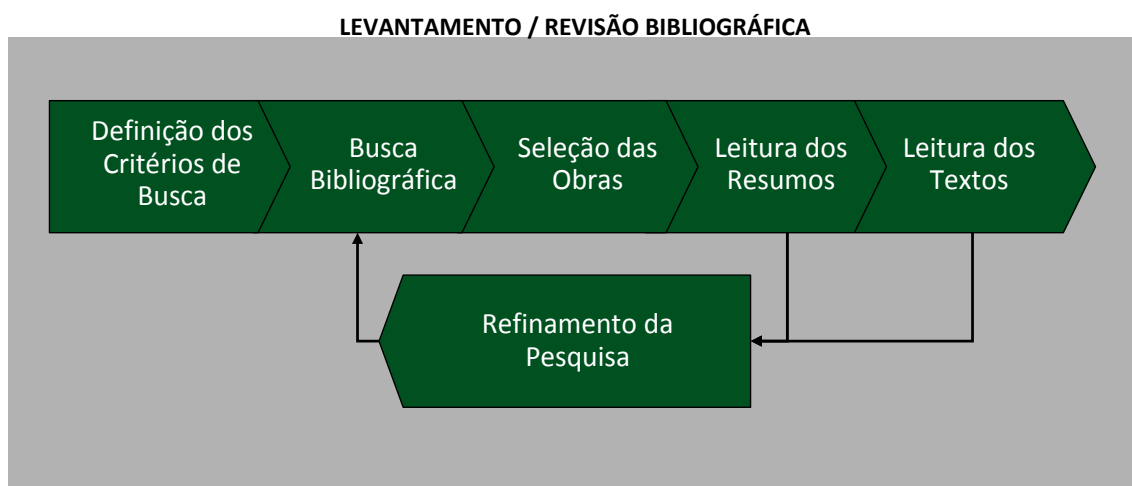 LEVANTAMENTO / REVISÃO BIBLIOGRÁFICA
Definição dos
Critérios de
Busca
Busca
Bibliográfica
Seleção das
Obras
Leitura dos
Resumos
Leitura dos
Textos
Refinamento da
Pesquisa